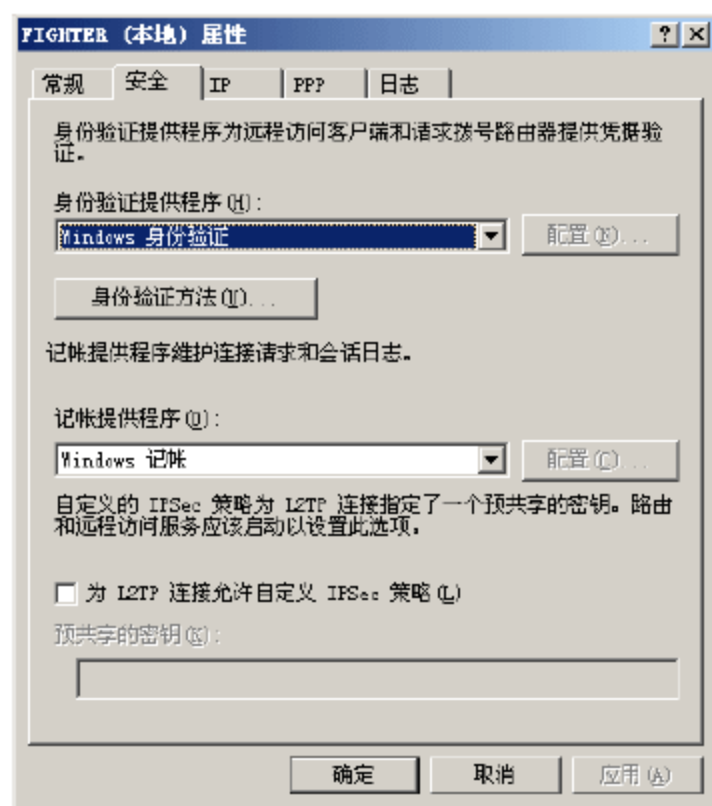 FIGHTER (本地) 属性
常规 安全 IP PPP 日志
身份验证提供程序为远程访问客户端和请求拨号路由器提供凭据验
证。
身份验证提供程序(H):
Windows 身份验证
配置(N)...
身份验证方法(U)...
记帐提供程序维护连接请求和会话日志。
记帐提供程序(O):
Windows 记帐
配置(C)...
自定义的 IPSec 策略为 L2TP 连接指定了一个预共享的密钥。路由
和远程访问服务应该启动以设置此选项。
为 L2TP 连接允许自定义 IPSec 策略(L)
预共享的密钥(K):
确定 取消 应用(A)